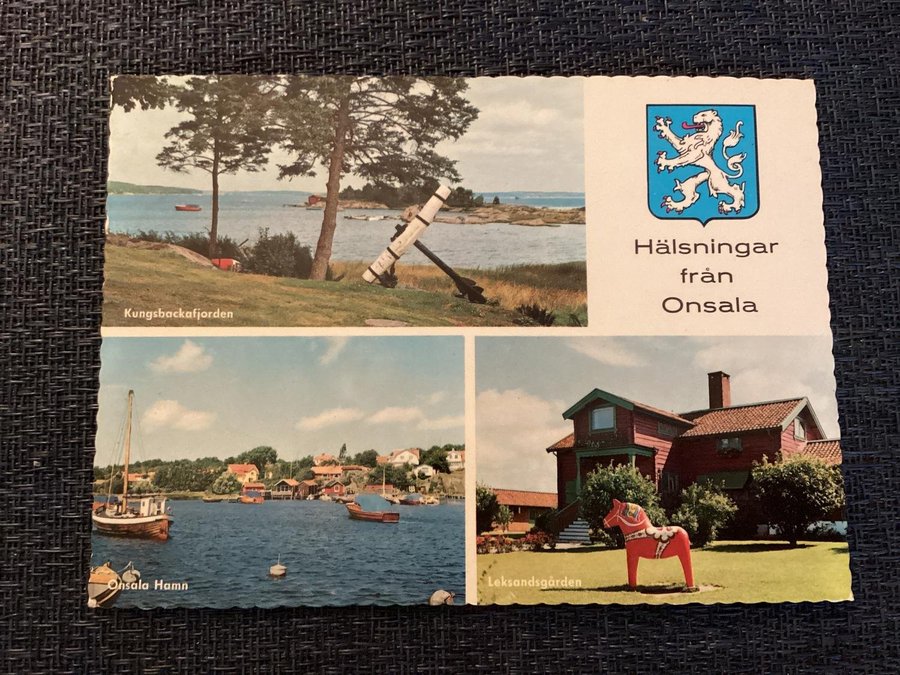 Hälsningar
från
Onsala
Kungsbackafjorden
Onsala Hamn
Leksandsgården